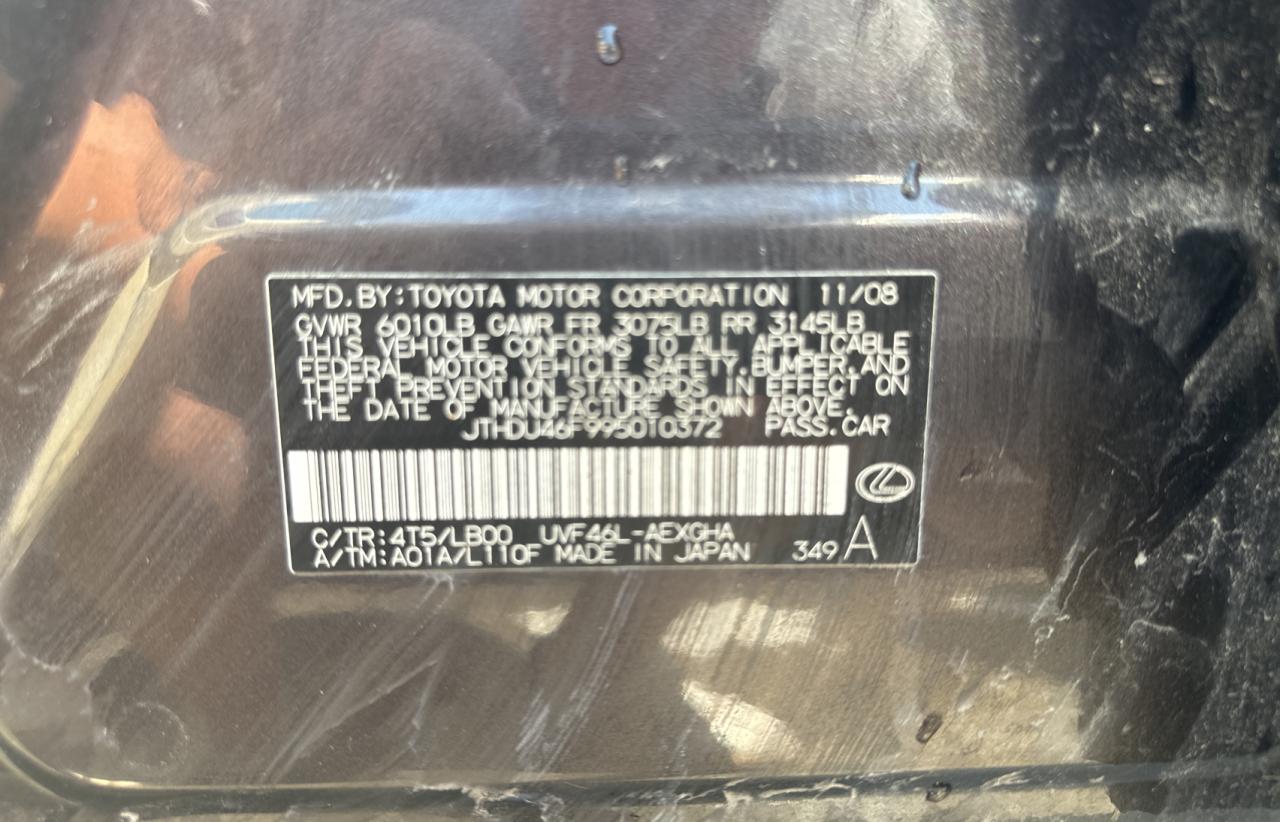 MFD.BY:TOYOTA MOTOR CORPORATION 11/08
GVWR 6010LB GAWR FR 3075LB RR 3145LB
THIS VEHICLE CONFORMS TO ALL APPLICABLE
FEDERAL MOTOR VEHICLE SAFETY,BUMPER,AND
THEFT PREVENTION STANDARDS IN EFFECT ON
THE DATE OF MANUFACTURE SHOWN ABOVE.
JTHDU46F995010372 PASS.CAR
C/TR:4T5/LB00 UVF46L-AEXGHA
A/TM:A01A/L110F MADE IN JAPAN 349 A